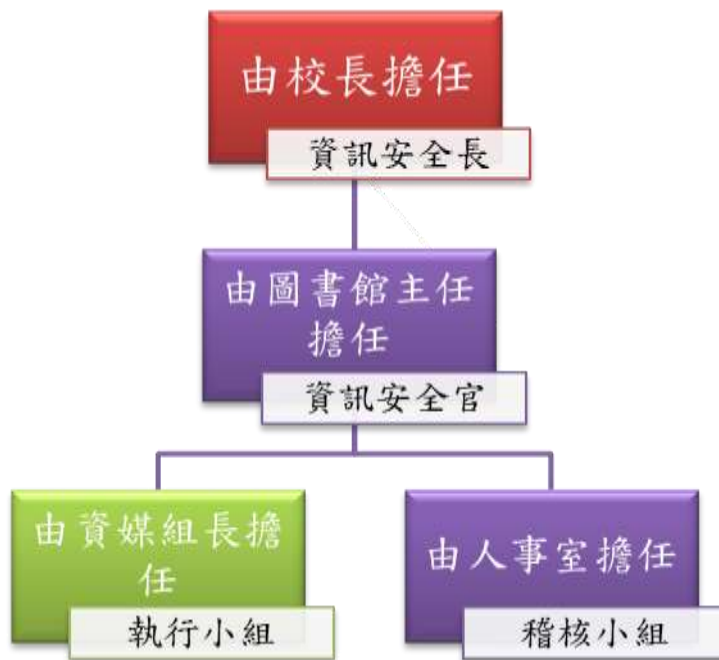 由校長擔任
資訊安全長
由圖書館主任
擔任
資訊安全官
由資媒組長擔
任
執行小組
由人事室擔任
稽核小組